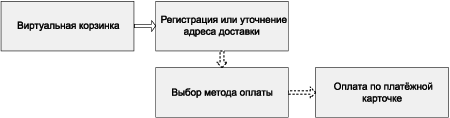 Виртуальная корзинка
Регистрация или уточнение
адреса доставки
Выбор метода оплаты
Оплата по платёжной
карточке